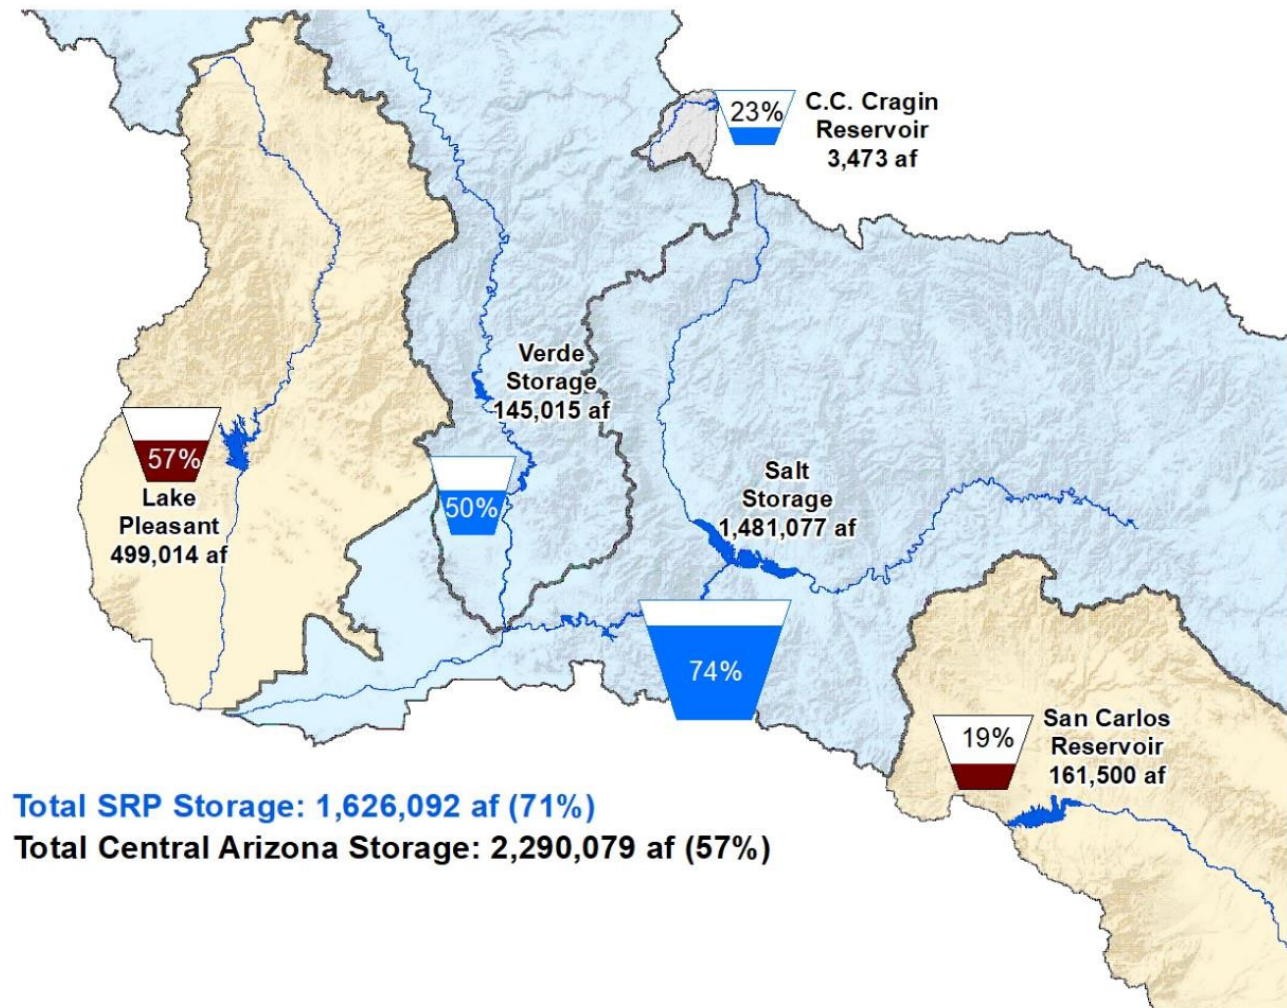 23%
C.C. Cragin
Reservoir
3,473 af
Verde
Storage
145,015 af
57%
Lake
Pleasant
499,014 af
50%
Salt
Storage
1,481,077 af
74%
19%
San Carlos
Reservoir
161,500 af
Total SRP Storage: 1,626,092 af (71%)
Total Central Arizona Storage: 2,290,079 af (57%)